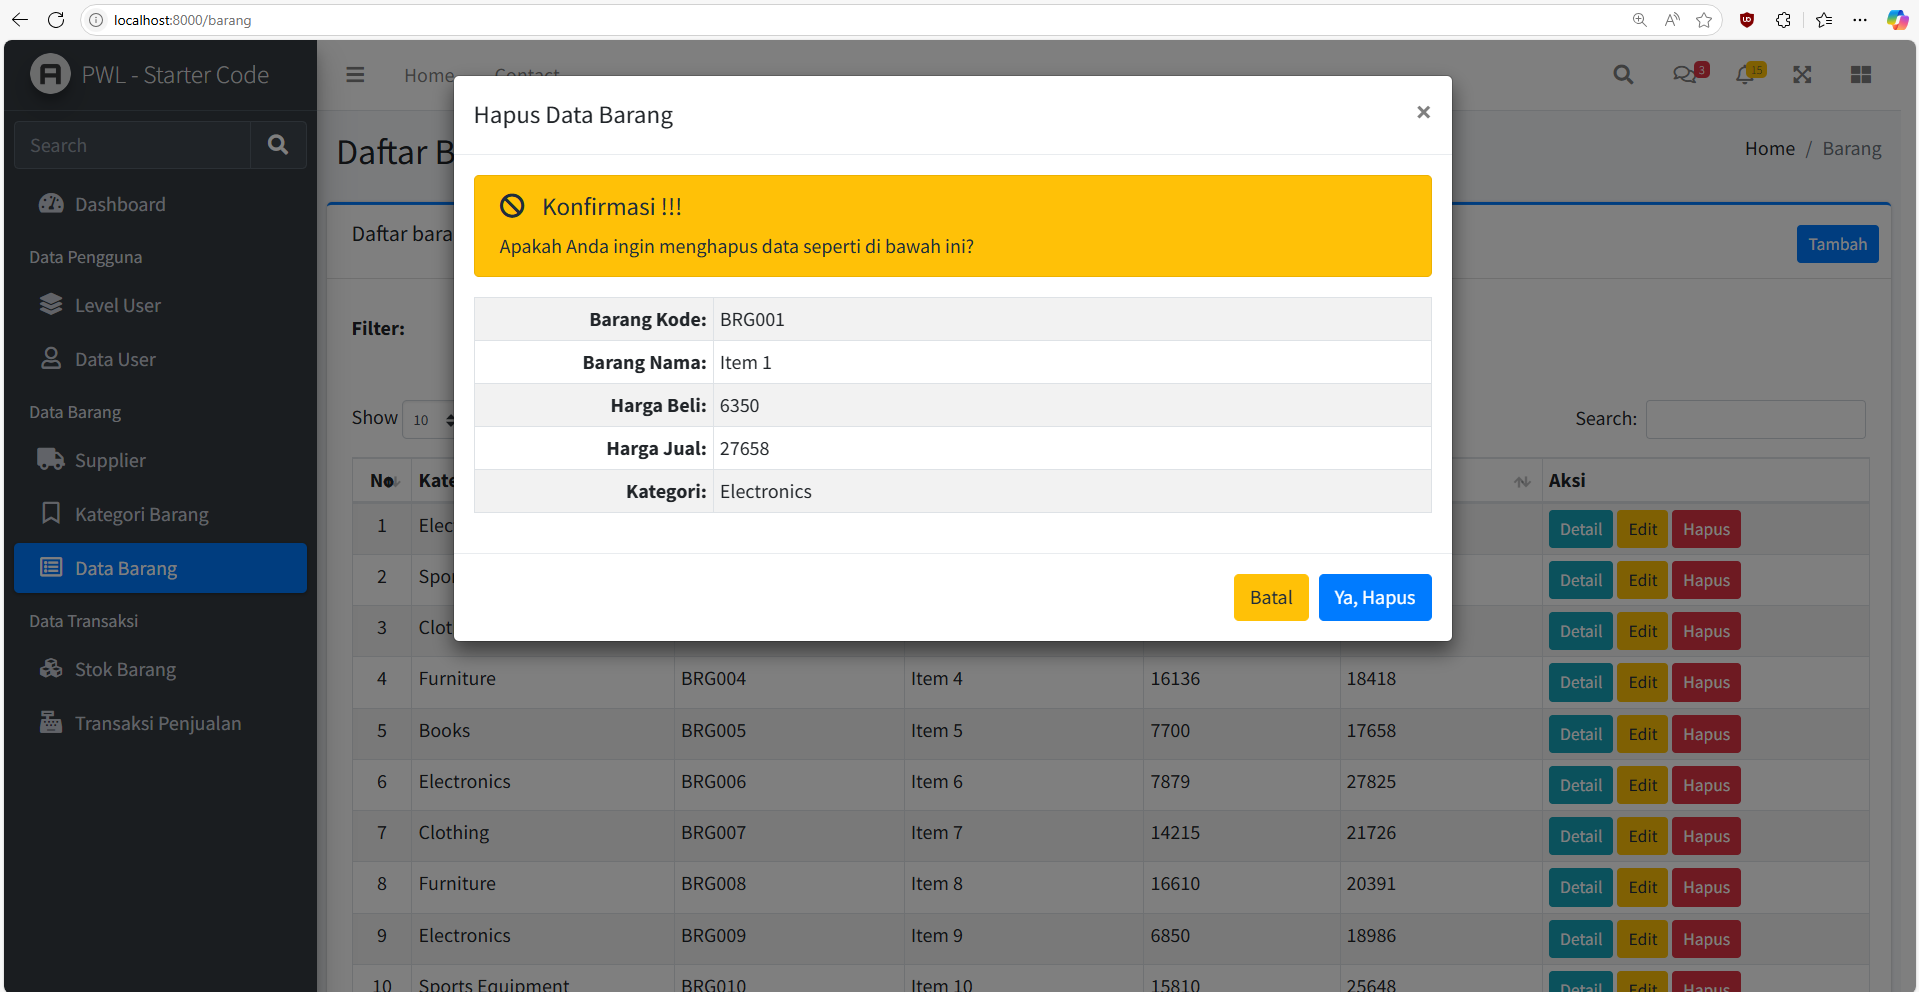 localhost:8000/barang
PWL - Starter Code
Home
Contact
3
15
Search
Dashboard
Data Pengguna
Level User
Data User
Data Barang
Supplier
Kategori Barang
Data Barang
Data Transaksi
Stok Barang
Transaksi Penjualan
Daftar B
Home / Barang
Daftar bara
Tambah
Filter:
Show 10
Search:
Hapus Data Barang
×
Konfirmasi !!!
Apakah Anda ingin menghapus data seperti di bawah ini?
Barang Kode: BRG001
Barang Nama: Item 1
Harga Beli: 6350
Harga Jual: 27658
Kategori: Electronics
Batal Ya, Hapus
No Kate Aksi
1 Elec Detail Edit Hapus
2 Spor Detail Edit Hapus
3 Clot Detail Edit Hapus
4 Furniture BRG004 Item 4 16136 18418 Detail Edit Hapus
5 Books BRG005 Item 5 7700 17658 Detail Edit Hapus
6 Electronics BRG006 Item 6 7879 27825 Detail Edit Hapus
7 Clothing BRG007 Item 7 14215 21726 Detail Edit Hapus
8 Furniture BRG008 Item 8 16610 20391 Detail Edit Hapus
9 Electronics BRG009 Item 9 6850 18986 Detail Edit Hapus
10 Sports Equipment BRG010 Item 10 15810 25648 Detail Edit Hapus